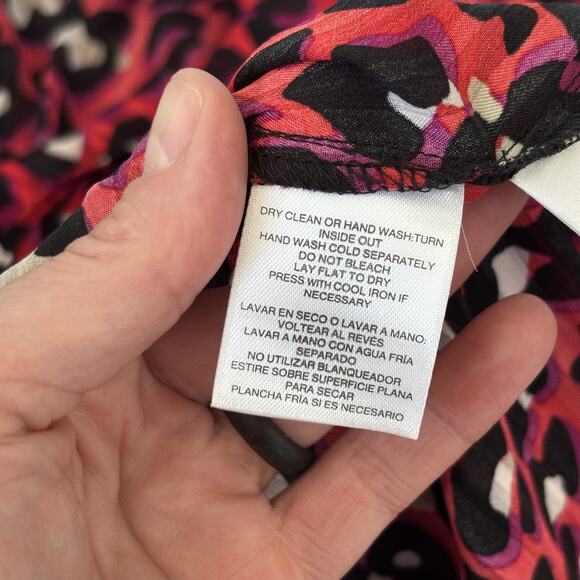 DRY CLEAN OR HAND WASH:TURN
INSIDE OUT
HAND WASH COLD SEPARATELY
DO NOT BLEACH
LAY FLAT TO DRY
PRESS WITH COOL IRON IF
NECESSARY
LAVAR EN SECO O LAVAR A MANO:
VOLTEAR AL REVÉS
LAVAR A MANO CON AGUA FRÍA
SEPARADO
NO UTILIZAR BLANQUEADOR
ESTIRE SOBRE SUPERFICIE PLANA
PARA SECAR
PLANCHA FRÍA SI ES NECESARIO